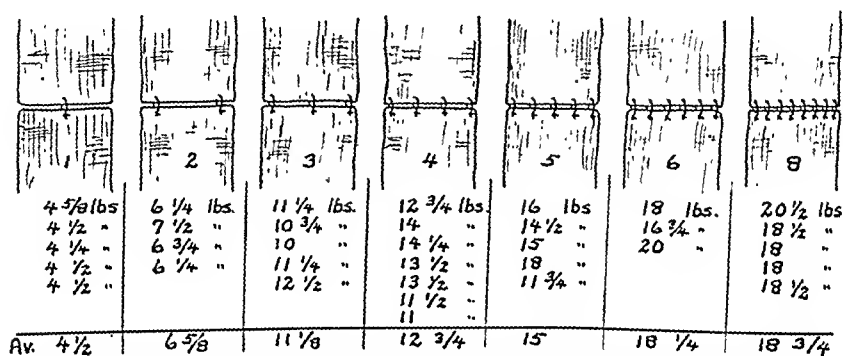 1 2 3 4 5 6 8
4 5/8 lbs 6 1/4 lbs. 11 1/4 lbs. 12 3/4 lbs. 16 lbs. 18 lbs. 20 1/2 lbs
4 1/2 " 7 1/2 " 10 3/4 " 14 " 14 1/2 " 16 3/4 " 18 1/2 "
4 1/4 " 6 3/4 " 10 " 14 1/4 " 15 " 20 " 18 "
4 1/2 " 6 1/4 " 11 1/4 " 13 1/2 " 18 " 18 "
4 1/2 " 12 1/2 " 13 1/2 " 11 3/4 " 18 1/2 "
11 1/2 "
11 "
Av. 4 1/2 6 5/8 11 1/8 12 3/4 15 18 1/4 18 3/4